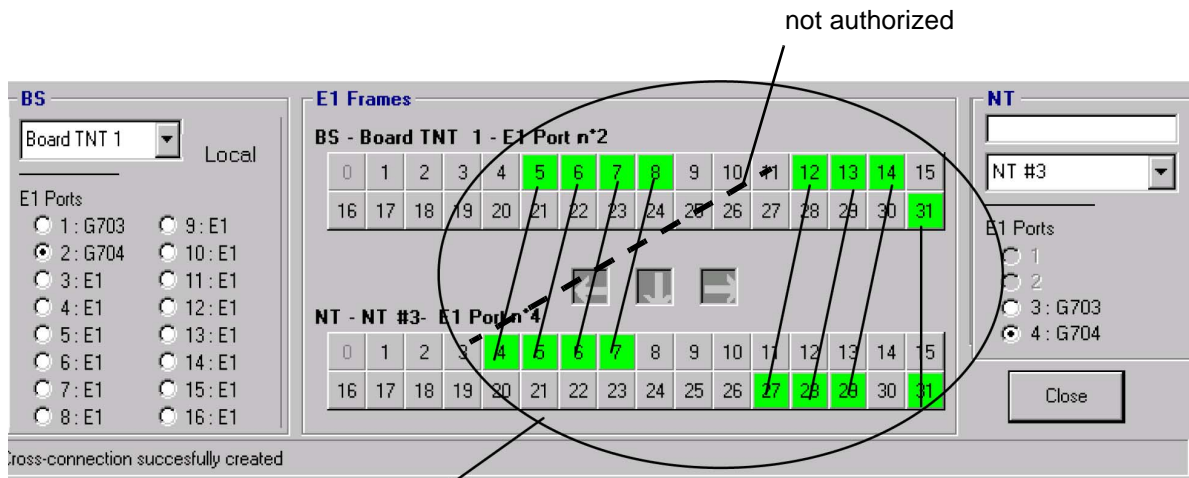 not authorized
BS
Board TNT 1
Local
E1 Ports
1 : G703
2 : G704
3 : E1
4 : E1
5 : E1
6 : E1
7 : E1
8 : E1
9 : E1
10 : E1
11 : E1
12 : E1
13 : E1
14 : E1
15 : E1
16 : E1
E1 Frames
BS - Board TNT 1 - E1 Port n°2
0 1 2 3 4 5 6 7 8 9 10 11 12 13 14 15
16 17 18 19 20 21 22 23 24 25 26 27 28 29 30 31
NT - NT #3- E1 Port n°4
0 1 2 3 4 5 6 7 8 9 10 11 12 13 14 15
16 17 18 19 20 21 22 23 24 25 26 27 28 29 30 31
NT
NT #3
E1 Ports
1
2
3 : G703
4 : G704
Close
Cross-connection succesfully created